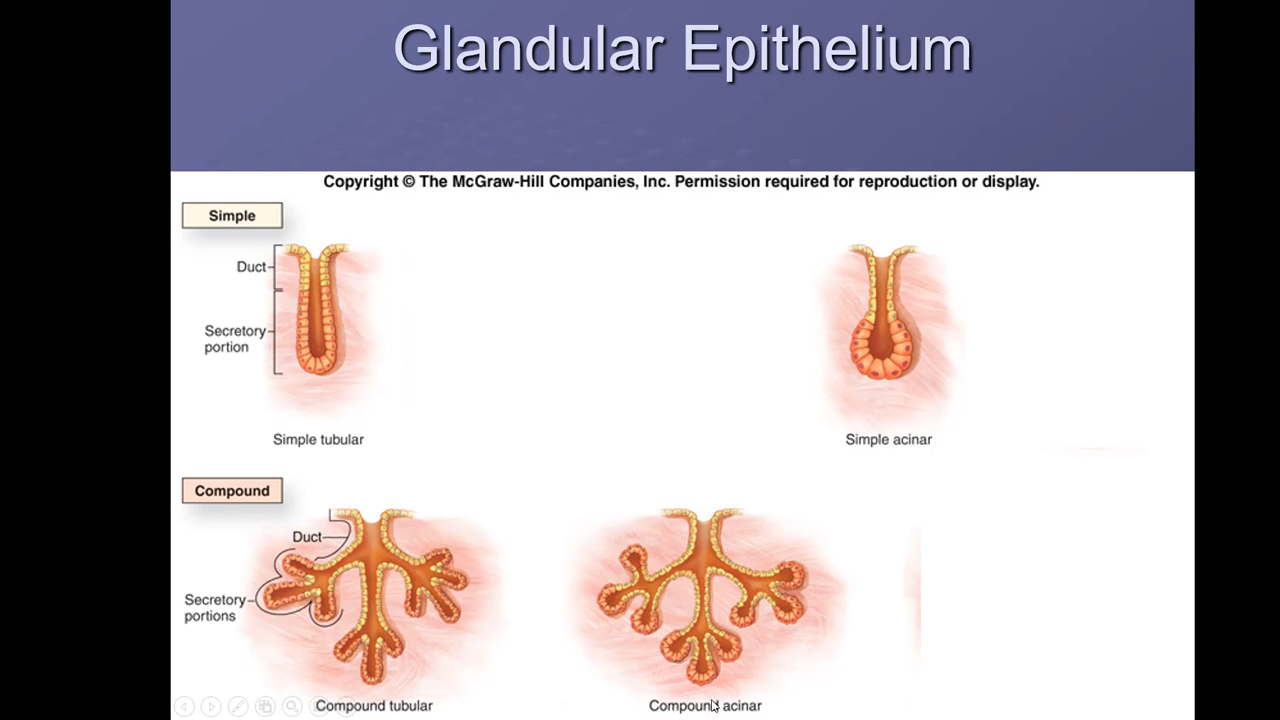 Glandular Epithelium
Copyright © The McGraw-Hill Companies, Inc. Permission required for reproduction or display.
Simple
Duct
Secretory
portion
Simple tubular
Simple acinar
Compound
Duct
Secretory
portions
Compound tubular
Compound acinar